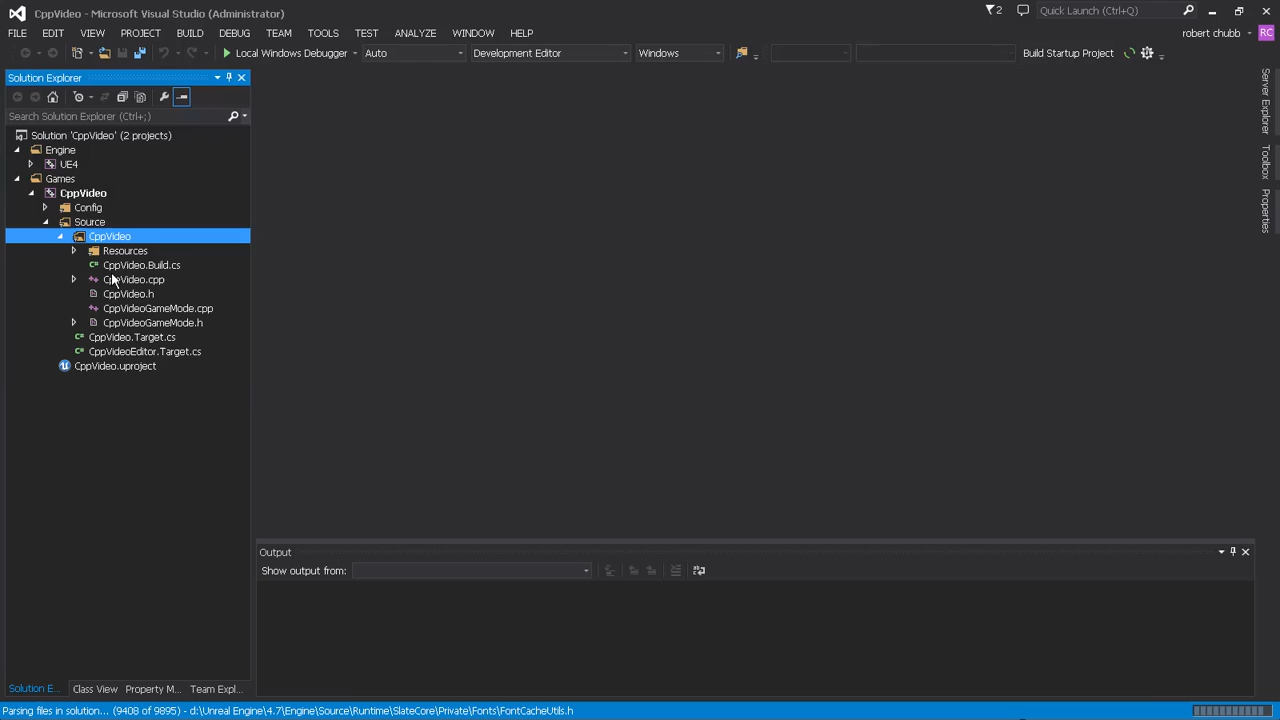 CppVideo - Microsoft Visual Studio (Administrator)
2
Quick Launch (Ctrl+Q)
FILE EDIT VIEW PROJECT BUILD DEBUG TEAM TOOLS TEST ANALYZE WINDOW HELP
robert chubb
RC
Local Windows Debugger
Auto
Development Editor
Windows
Build Startup Project
Solution Explorer
Search Solution Explorer (Ctrl+;)
Solution 'CppVideo' (2 projects)
Engine
UE4
Games
CppVideo
Config
Source
CppVideo
Resources
CppVideo.Build.cs
CppVideo.cpp
CppVideo.h
CppVideoGameMode.cpp
CppVideoGameMode.h
CppVideo.Target.cs
CppVideoEditor.Target.cs
CppVideo.uproject
Server Explorer
Toolbox
Properties
Output
Show output from:
Solution E... Class View Property M... Team Expl...
Parsing files in solution... (9408 of 9895) - d:\Unreal Engine\4.7\Engine\Source\Runtime\SlateCore\Private\Fonts\FontCacheUtils.h